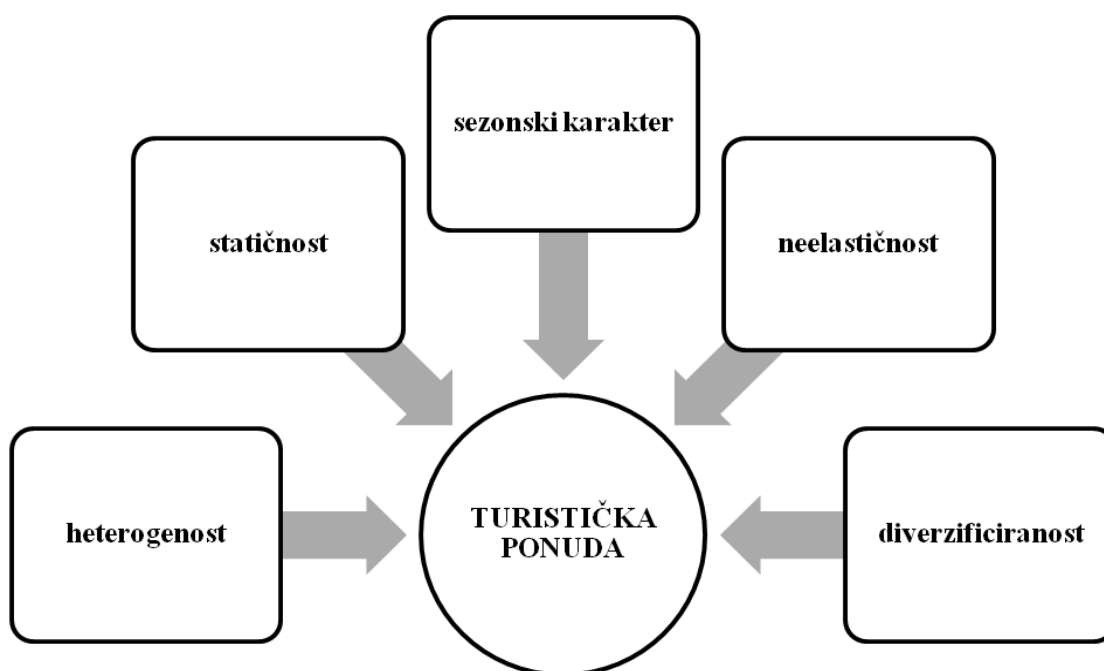 sezonski karakter
statičnost
neelastičnost
heterogenost
TURISTIČKA
PONUDA
diverzificiranost